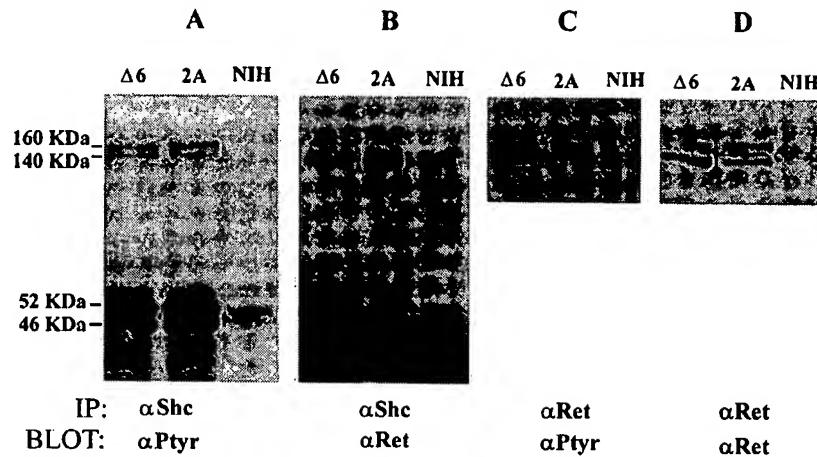 A B C D
Δ6 2A NIH Δ6 2A NIH Δ6 2A NIH Δ6 2A NIH
160 KDa
140 KDa
52 KDa
46 KDa
IP: αShc αShc αRet αRet
BLOT: αPtyr αRet αPtyr αRet